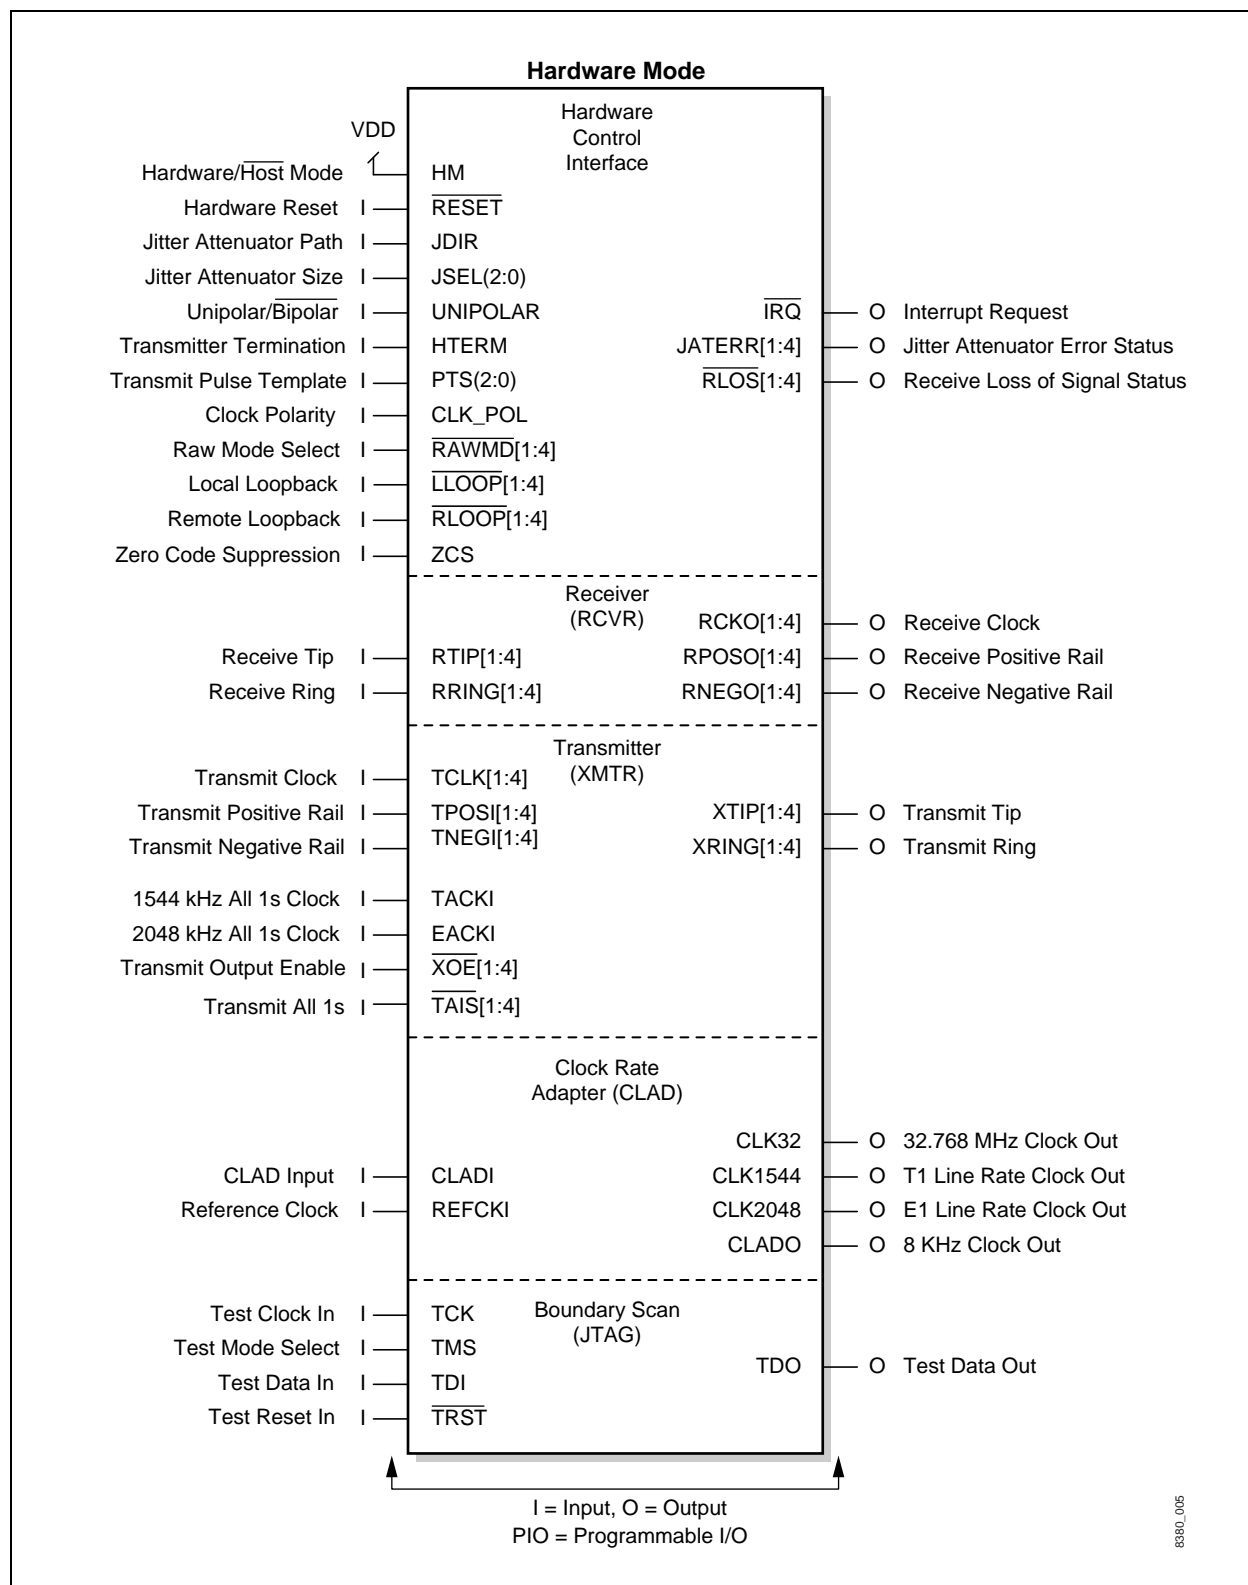 Hardware Mode
Hardware
Control
Interface
VDD
Hardware/Host Mode HM
Hardware Reset I RESET
Jitter Attenuator Path I JDIR
Jitter Attenuator Size I JSEL(2:0)
Unipolar/Bipolar I UNIPOLAR IRQ O Interrupt Request
Transmitter Termination I HTERM JATERR[1:4] O Jitter Attenuator Error Status
Transmit Pulse Template I PTS(2:0) RLOS[1:4] O Receive Loss of Signal Status
Clock Polarity I CLK_POL
Raw Mode Select I RAWMD[1:4]
Local Loopback I LLOOP[1:4]
Remote Loopback I RLOOP[1:4]
Zero Code Suppression I ZCS
Receiver
(RCVR)
RCKO[1:4] O Receive Clock
Receive Tip I RTIP[1:4] RPOSO[1:4] O Receive Positive Rail
Receive Ring I RRING[1:4] RNEGO[1:4] O Receive Negative Rail
Transmitter
(XMTR)
Transmit Clock I TCLK[1:4]
Transmit Positive Rail I TPOSI[1:4] XTIP[1:4] O Transmit Tip
Transmit Negative Rail I TNEGI[1:4] XRING[1:4] O Transmit Ring
1544 kHz All 1s Clock I TACKI
2048 kHz All 1s Clock I EACKI
Transmit Output Enable I XOE[1:4]
Transmit All 1s I TAIS[1:4]
Clock Rate
Adapter (CLAD)
CLK32 O 32.768 MHz Clock Out
CLAD Input I CLADI CLK1544 O T1 Line Rate Clock Out
Reference Clock I REFCKI CLK2048 O E1 Line Rate Clock Out
CLADO O 8 KHz Clock Out
Boundary Scan
(JTAG)
Test Clock In I TCK
Test Mode Select I TMS
TDO O Test Data Out
Test Data In I TDI
Test Reset In I TRST
I = Input, O = Output
PIO = Programmable I/O
8380_005